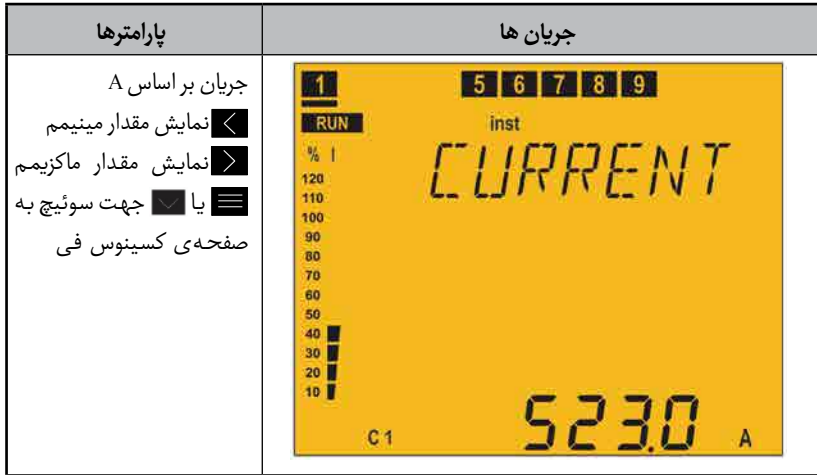 پارامترها
جریان ها
جریان بر اساس A
نمایش مقدار مینیمم
نمایش مقدار ماکزیمم
یا جهت سوئیچ به
صفحه‌ی کسینوس فی
1 5 6 7 8 9
RUN inst
% I
CURRENT
120
110
100
90
80
70
60
50
40
30
20
10
C 1 523.0 A